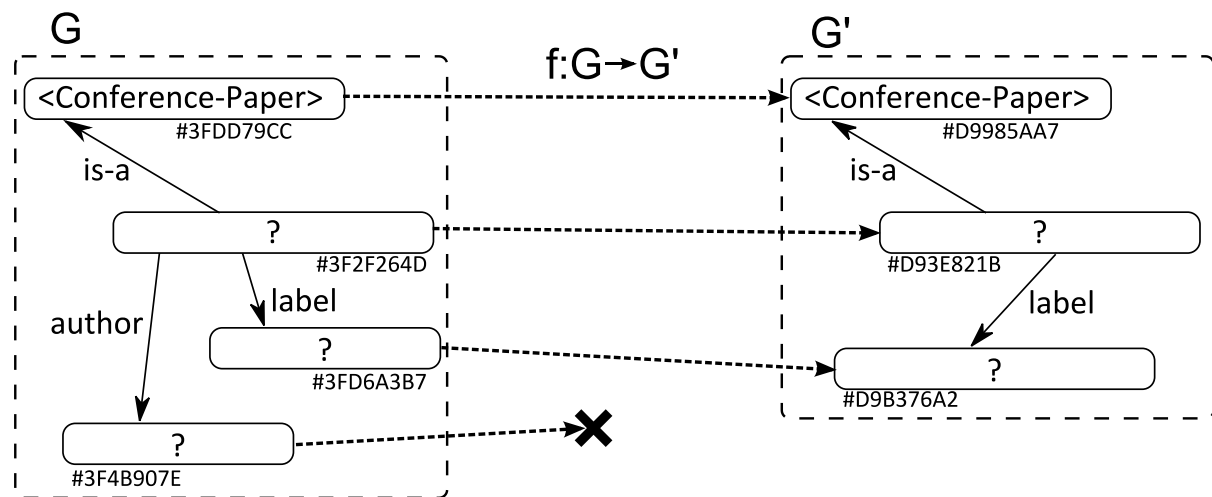 G
G'
f:G→G'
<Conference-Paper>
<Conference-Paper>
#3FDD79CC
#D9985AA7
is-a
is-a
?
?
#3F2F264D
#D93E821B
label
label
author
?
?
#3FD6A3B7
#D9B376A2
?
#3F4B907E